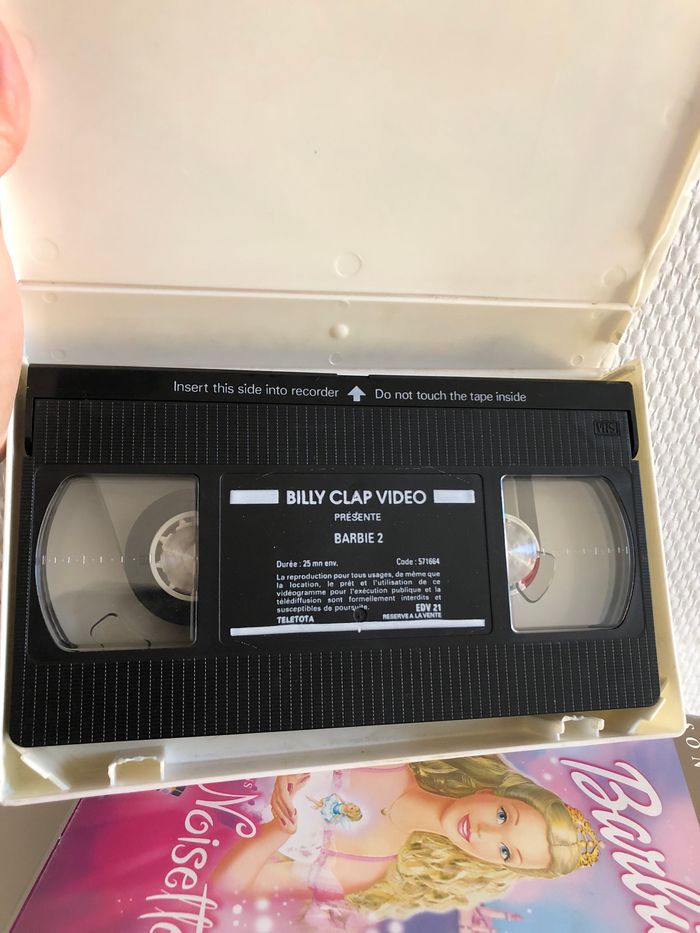 Insert this side into recorder Do not touch the tape inside
VHS
BILLY CLAP VIDEO
PRÉSENTE
BARBIE 2
Durée : 25 mn env. Code : 571664
La reproduction pour tous usages, de même que
la location, le prêt et l'utilisation de ce
vidéogramme pour l'exécution publique et la
télédiffusion sont formellement interdits et
susceptibles de poursuite.
EDV 21
TELETOTA RESERVE A LA VENTE
Barbi
Noisette